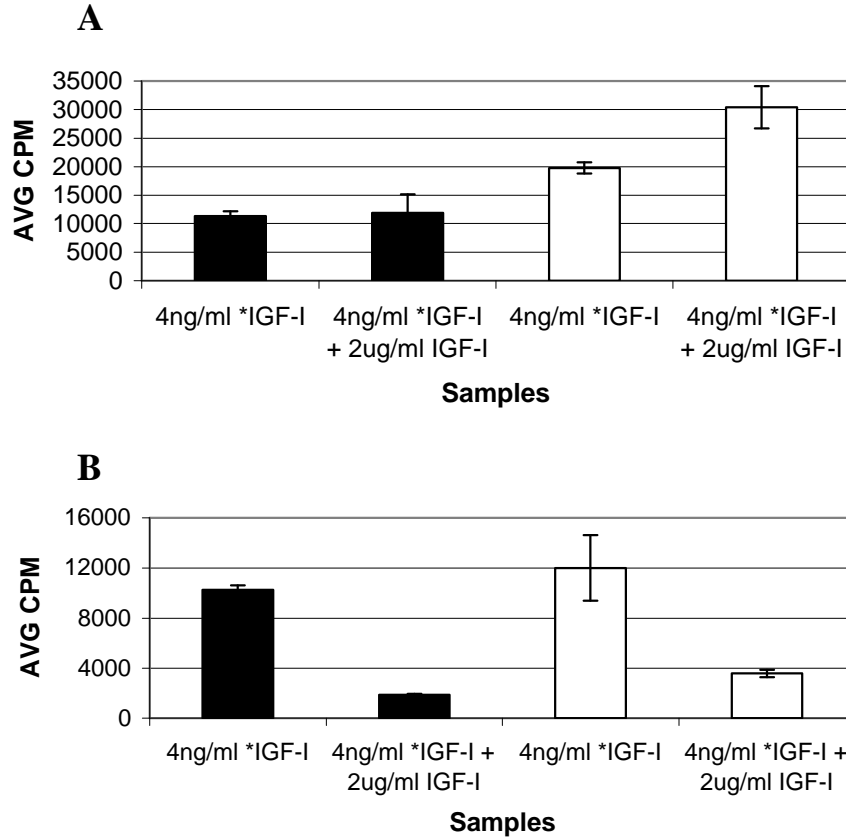 A
35000
30000
25000
20000
15000
10000
5000
0
AVG CPM
4ng/ml *IGF-I
4ng/ml *IGF-I
+ 2ug/ml IGF-I
4ng/ml *IGF-I
4ng/ml *IGF-I
+ 2ug/ml IGF-I
Samples
B
16000
12000
8000
4000
0
AVG CPM
4ng/ml *IGF-I
4ng/ml *IGF-I +
2ug/ml IGF-I
4ng/ml *IGF-I
4ng/ml *IGF-I +
2ug/ml IGF-I
Samples